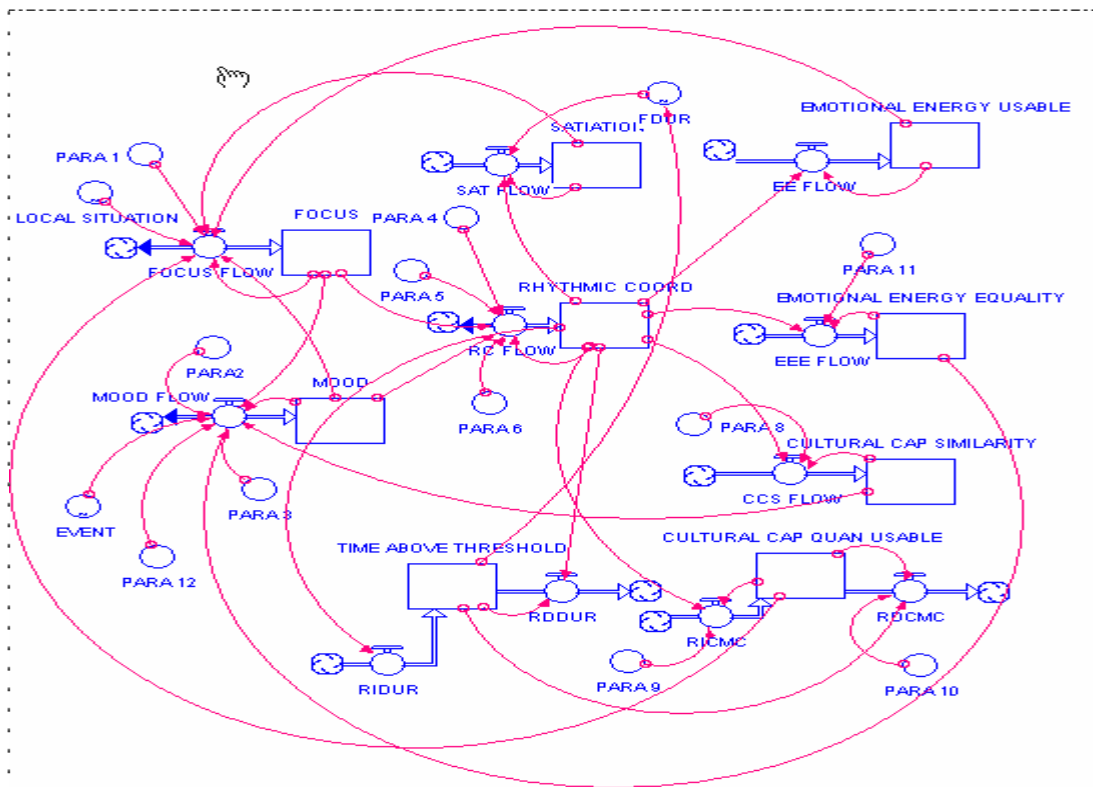 EMOTIONAL ENERGY USABLE
FDUR
SATIATION
PARA 1
EE FLOW
SAT FLOW
LOCAL SITUATION
FOCUS
PARA 4
FOCUS FLOW
PARA 11
PARA 5
RHYTHMIC COORD
EMOTIONAL ENERGY EQUALITY
RC FLOW
EEE FLOW
PARA2
MOOD
MOOD FLOW
PARA 6
PARA 8
CULTURAL CAP SIMILARITY
CCS FLOW
PARA 3
EVENT
TIME ABOVE THRESHOLD
CULTURAL CAP QUAN USABLE
PARA 12
RDDUR
RICMC
RDCMC
RIDUR
PARA 9
PARA 10